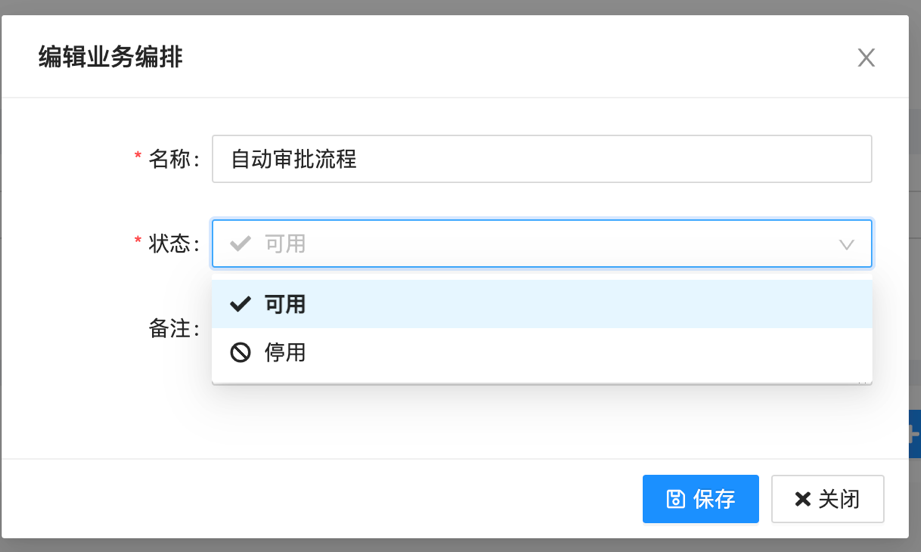 编辑业务编排
* 名称：
自动审批流程
* 状态：
可用
可用
停用
备注：
保存
关闭